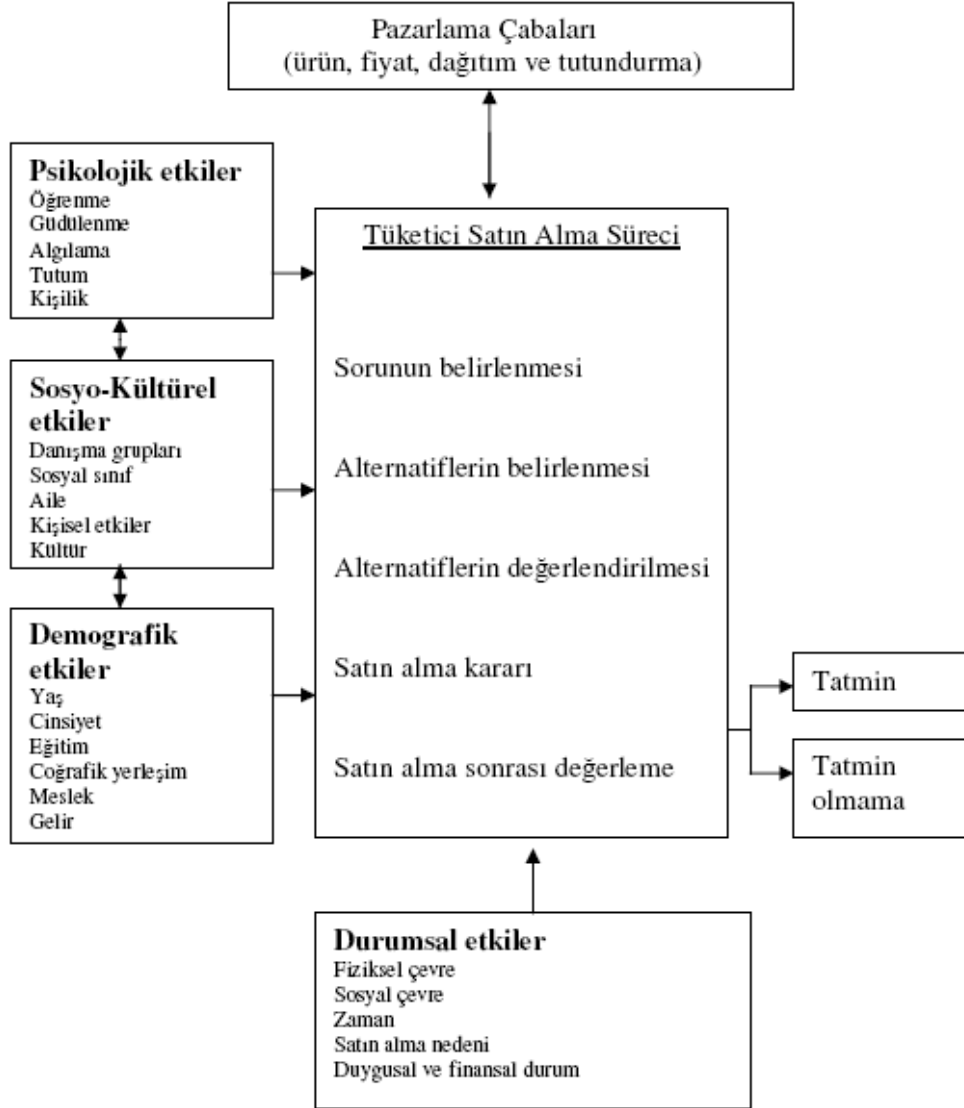 Pazarlama Çabaları
(ürün, fiyat, dağıtım ve tutundurma)
Psikolojik etkiler
Öğrenme
Güdülenme
Algılama
Tutum
Kişilik
Sosyo-Kültürel
etkiler
Danışma grupları
Sosyal sınıf
Aile
Kişisel etkiler
Kültür
Demografik
etkiler
Yaş
Cinsiyet
Eğitim
Coğrafik yerleşim
Meslek
Gelir
Tüketici Satın Alma Süreci
Sorunun belirlenmesi
Alternatiflerin belirlenmesi
Alternatiflerin değerlendirilmesi
Satın alma kararı
Satın alma sonrası değerleme
Tatmin
Tatmin
olmama
Durumsal etkiler
Fiziksel çevre
Sosyal çevre
Zaman
Satın alma nedeni
Duygusal ve finansal durum